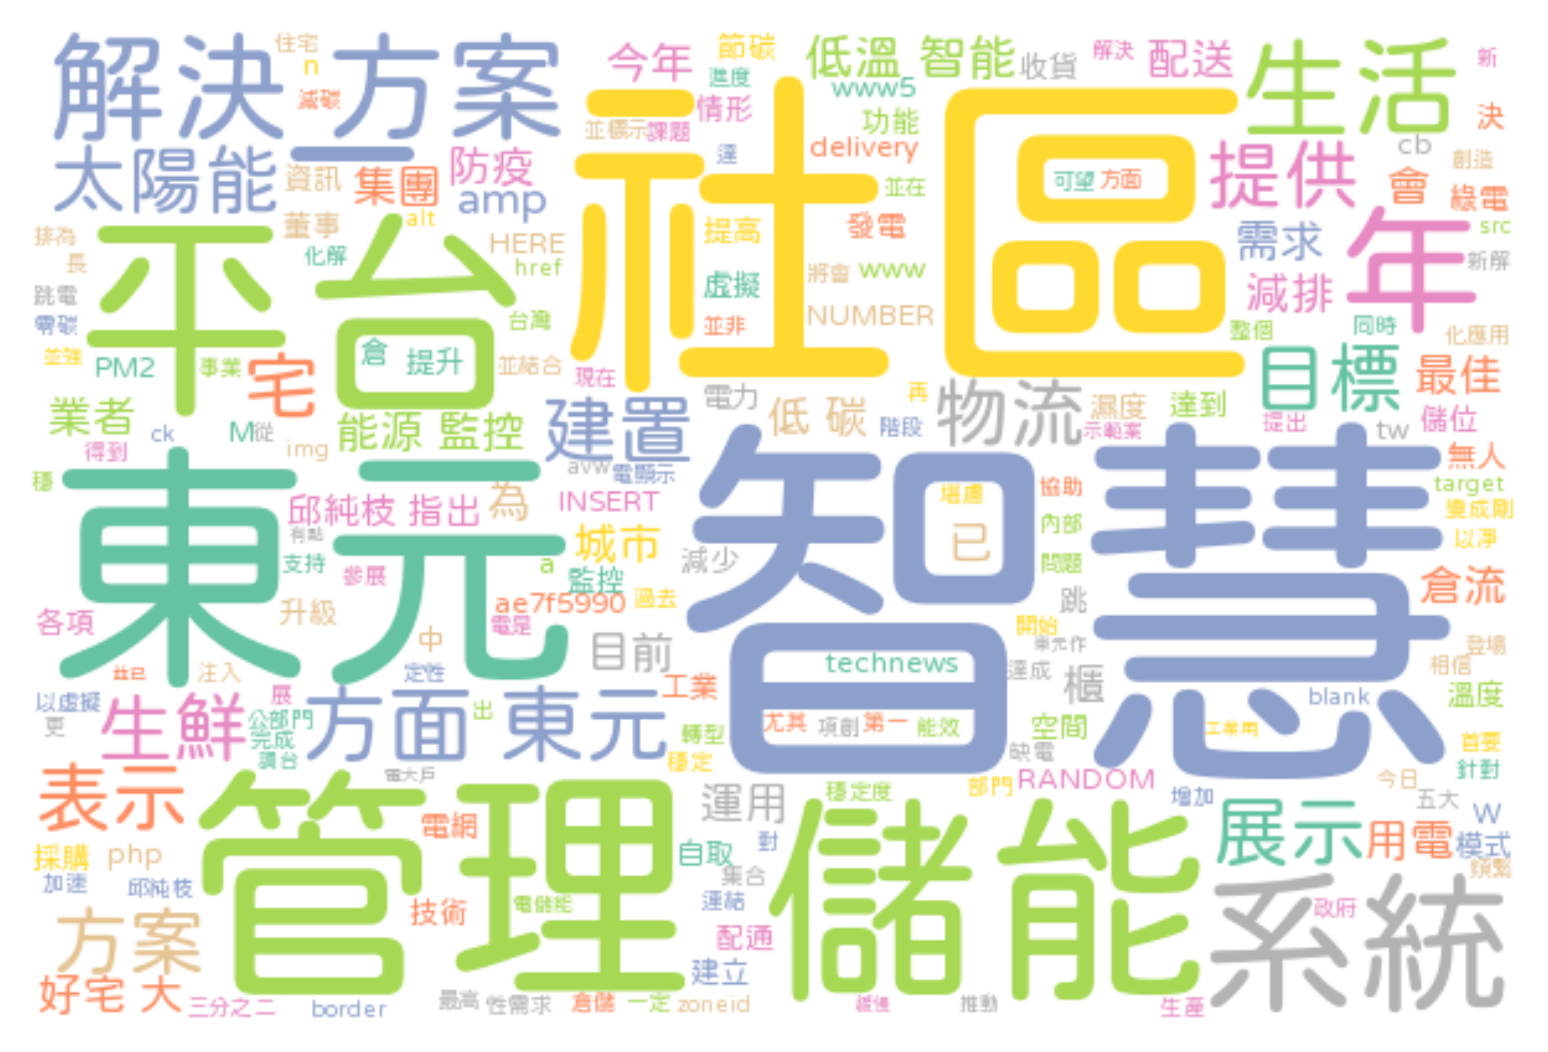 解決方案
住宅
n
減碳
今年
節碳
進度
低溫 智能
收貨
解決
配送
生活
新
社區
情形
www5
功能
決
並標示
課題
delivery
cb
創造
太陽能
資訊
集團
防疫
達
可望
方面
提供
會
綠電
amp
並在
董事
alt
提高
發電
需求
年
src
排為
平台
HERE
化解
href
長
虛擬
將會
www
新解
減排
跳電
零碳
台灣
並非
NUMBER
整個
同時
化應用
並強
PM2
事業
宅
倉
提升
並結合
現在
目標
最佳
業者
ck
M
從
能源 監控
建置
電力
再
低 碳
階段
物流
濕度
示範案
達到
提出
儲位
tw
得到
img
avw
電顯示
智慧
無人
target
穩
東元
邱純枝 指出
為
INSERT
堪慮
協助
變成剛
有點
城市
已
內部
以淨
支持
參展
a
監控
減少
問題
倉流
各項
升級
ae7f5990
過去
跳
電是
開始
東元作
登場
中
目前
technews
達成
櫃
相信
並已
注入
定性
工業
blank
溫度
以虛擬
更
生鮮
展
公部門
完成
調台
方面
出
東元
轉型
尤其
項創
第一
能效
空間
工業用
首要
穩定
缺電
針對
表示
電大戶
管理
運用
穩定度
部門
RANDOM
今日
增加
五大
W
電網
儲能
展示
用電
模式
頻繁
採購
php
自取
對
加速
邱純枝
集合
系統
方案
技術
電儲能
連結
政府
配通
建立
好宅 大
三分之二
border
最高
性需求
倉儲
一定
zoneid
緩慢
推動
生產